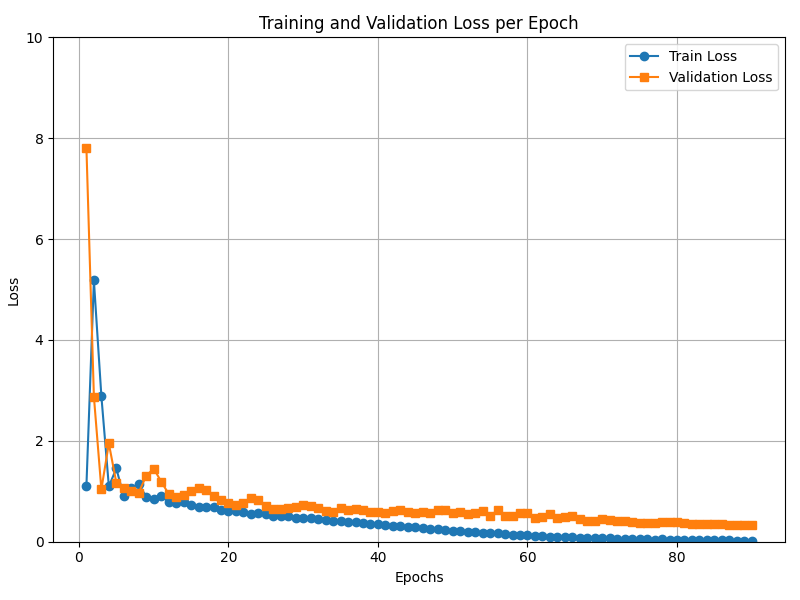 Training and Validation Loss per Epoch
Train Loss
Validation Loss
10
8
6
4
2
0
Loss
0 20 40 60 80
Epochs